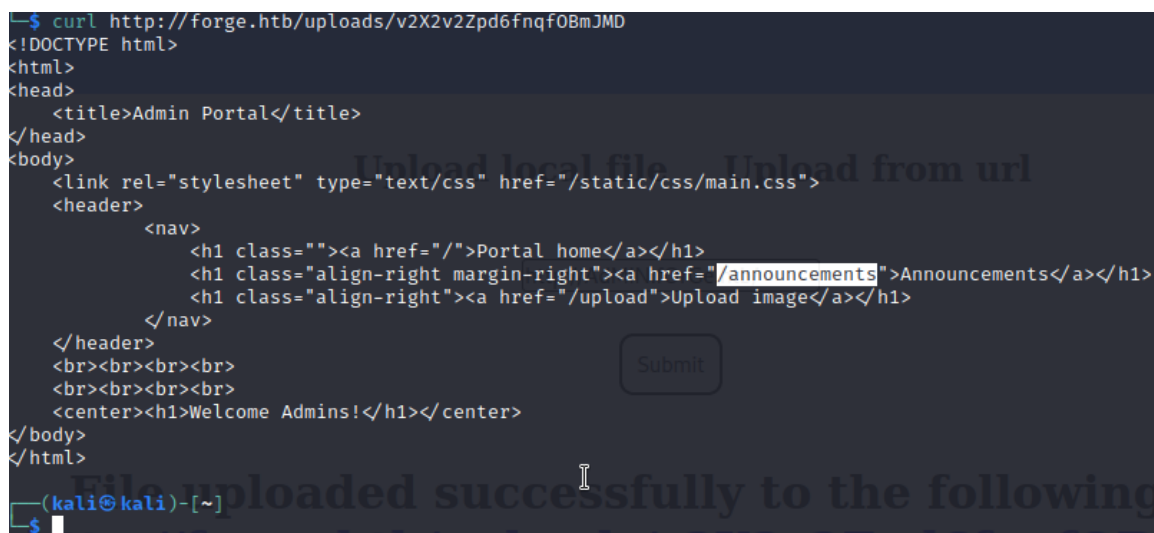 └─$ curl http://forge.htb/uploads/v2X2v2Zpd6fnqfOBmJMD
<!DOCTYPE html>
<html>
<head>
    <title>Admin Portal</title>
</head>
<body>
Upload local file    Upload from url
    <link rel="stylesheet" type="text/css" href="/static/css/main.css">
    <header>
            <nav>
                <h1 class=""><a href="/">Portal home</a></h1>
                <h1 class="align-right margin-right"><a href="/announcements">Announcements</a></h1>
                <h1 class="align-right"><a href="/upload">Upload image</a></h1>
            </nav>
    </header>
    <br><br><br><br>
Submit
    <br><br><br><br>
    <center><h1>Welcome Admins!</h1></center>
</body>
</html>
File uploaded successfully to the following
┌──(kali㉿kali)-[~]
└─$